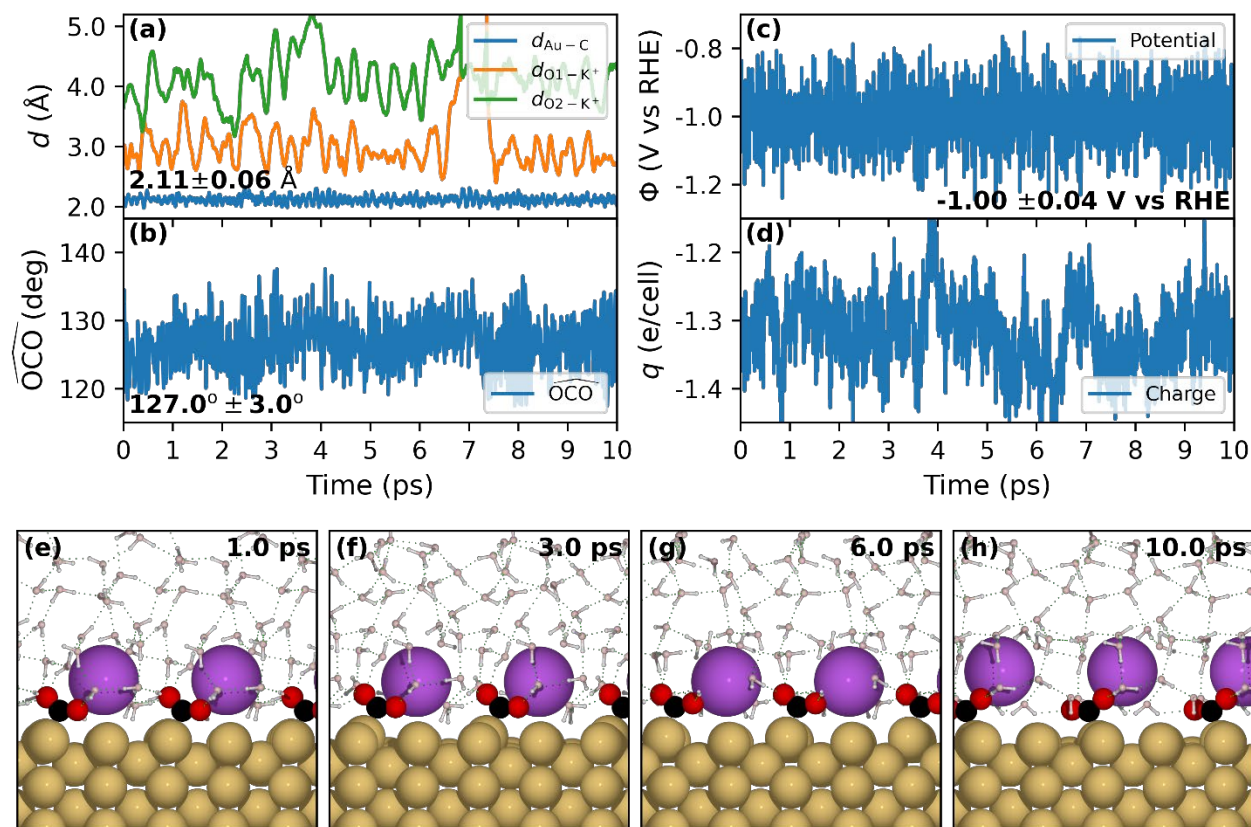 (a)
d_Au−C
d_O1−K⁺
d_O2−K⁺
5.0
4.0
3.0
2.0
d (Å)
2.11±0.06 Å
(b)
140
130
120
OCO (deg)
127.0° ± 3.0°
OCO
0 1 2 3 4 5 6 7 8 9 10
Time (ps)
(c)
Potential
-0.8
-1.0
-1.2
Φ (V vs RHE)
-1.00 ±0.04 V vs RHE
(d)
-1.2
-1.3
-1.4
q (e/cell)
Charge
0 1 2 3 4 5 6 7 8 9 10
Time (ps)
(e) 1.0 ps
(f) 3.0 ps
(g) 6.0 ps
(h) 10.0 ps